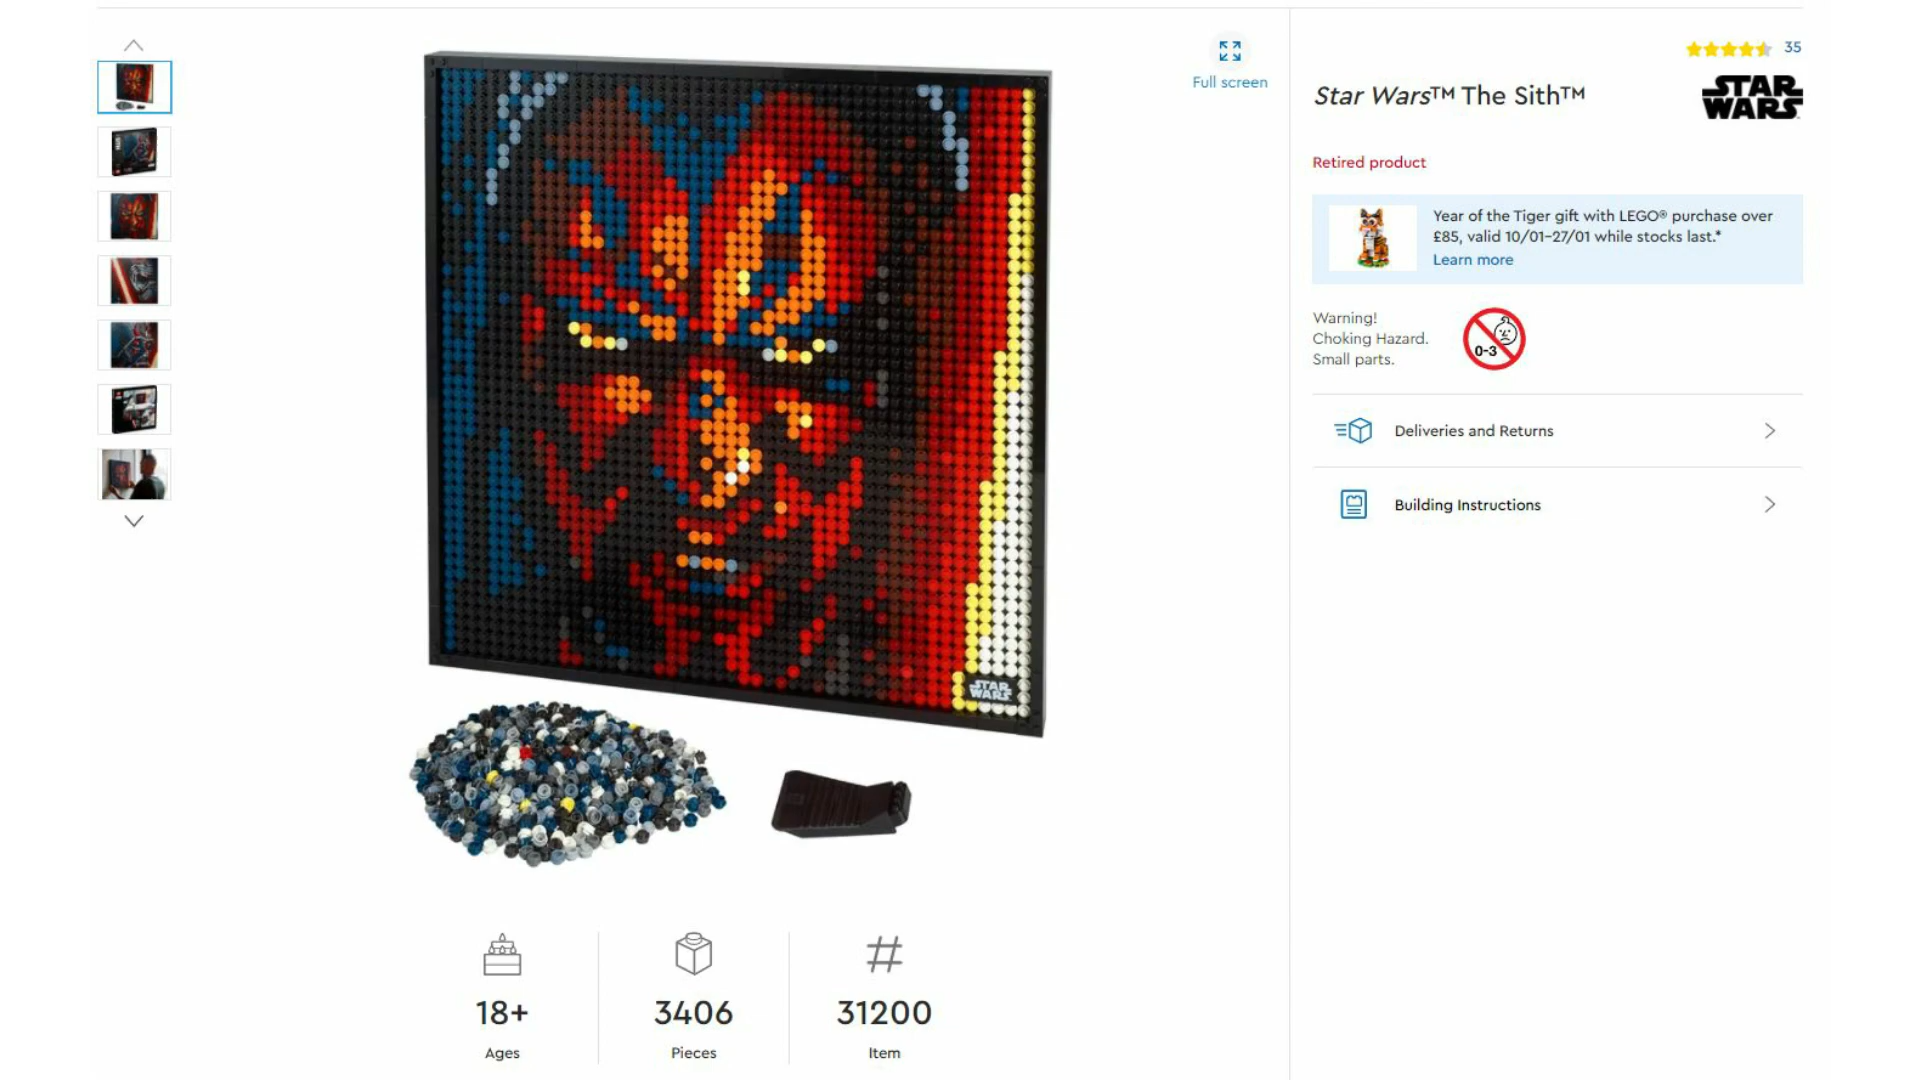 Full screen
35
Star Wars™ The Sith™
STAR WARS
Retired product
Year of the Tiger gift with LEGO® purchase over
£85, valid 10/01-27/01 while stocks last.*
Learn more
Warning!
Choking Hazard.
Small parts.
0-3
Deliveries and Returns
Building Instructions
STAR
WARS
18+
3406
31200
Ages
Pieces
Item